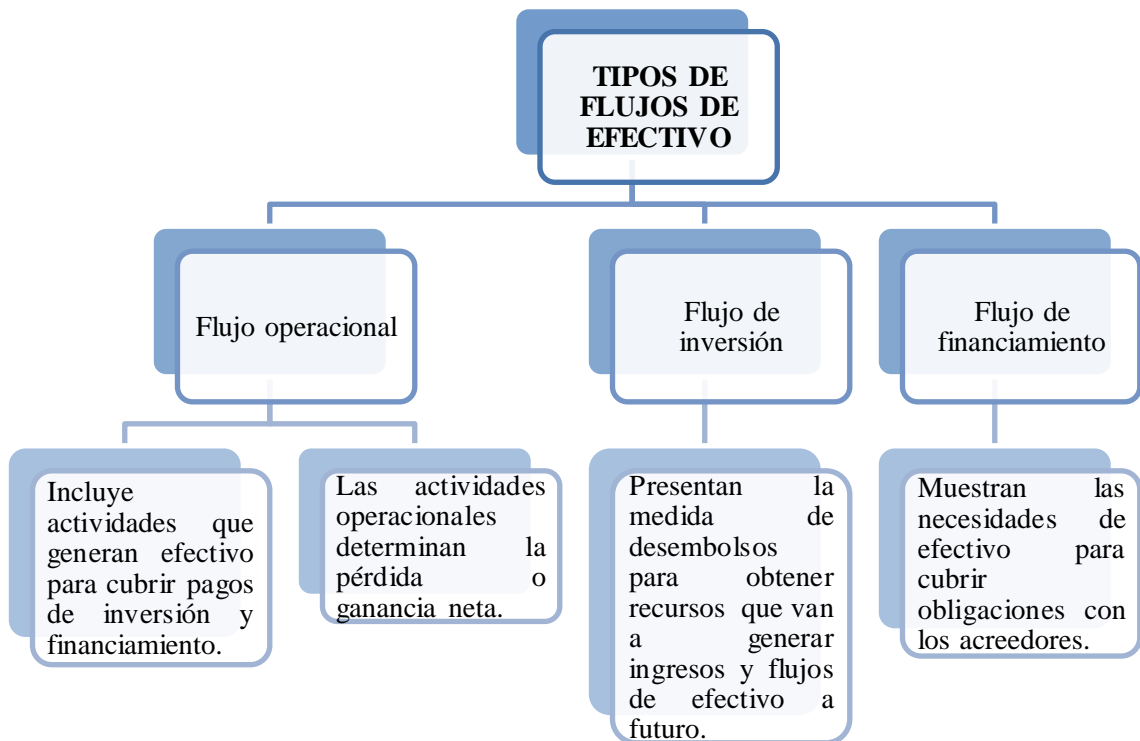 TIPOS DE
FLUJOS DE
EFECTIVO
Flujo operacional
Flujo de
inversión
Flujo de
financiamiento
Incluye
actividades que
generan efectivo
para cubrir pagos
de inversión y
financiamiento.
Las actividades
operacionales
determinan la
pérdida o
ganancia neta.
Presentan la
medida de
desembolsos
para obtener
recursos que van
a generar
ingresos y flujos
de efectivo a
futuro.
Muestran las
necesidades de
efectivo para
cubrir
obligaciones con
los acreedores.